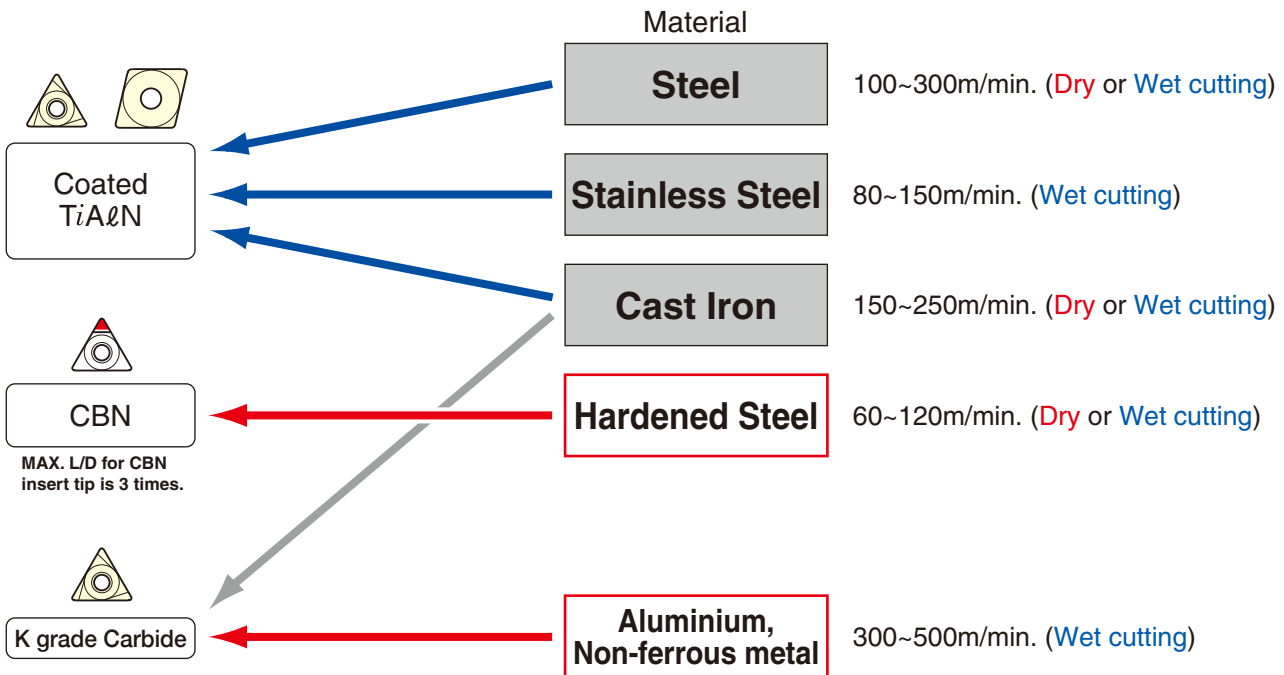 Material
Steel
100~300m/min. (Dry or Wet cutting)
Coated
TiAℓN
Stainless Steel
80~150m/min. (Wet cutting)
Cast Iron
150~250m/min. (Dry or Wet cutting)
CBN
MAX. L/D for CBN
insert tip is 3 times.
Hardened Steel
60~120m/min. (Dry or Wet cutting)
K grade Carbide
Aluminium,
Non-ferrous metal
300~500m/min. (Wet cutting)